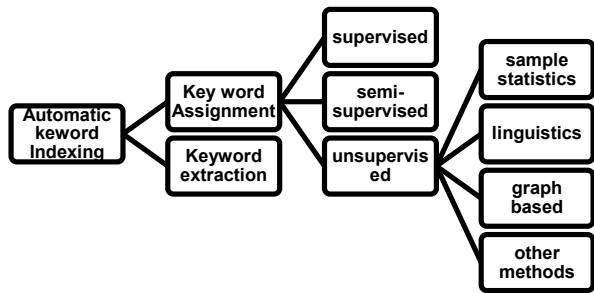 Automatic
keword
Indexing
Key word
Assignment
Keyword
extraction
supervised
semi-
supervised
unsupervis
ed
sample
statistics
linguistics
graph
based
other
methods